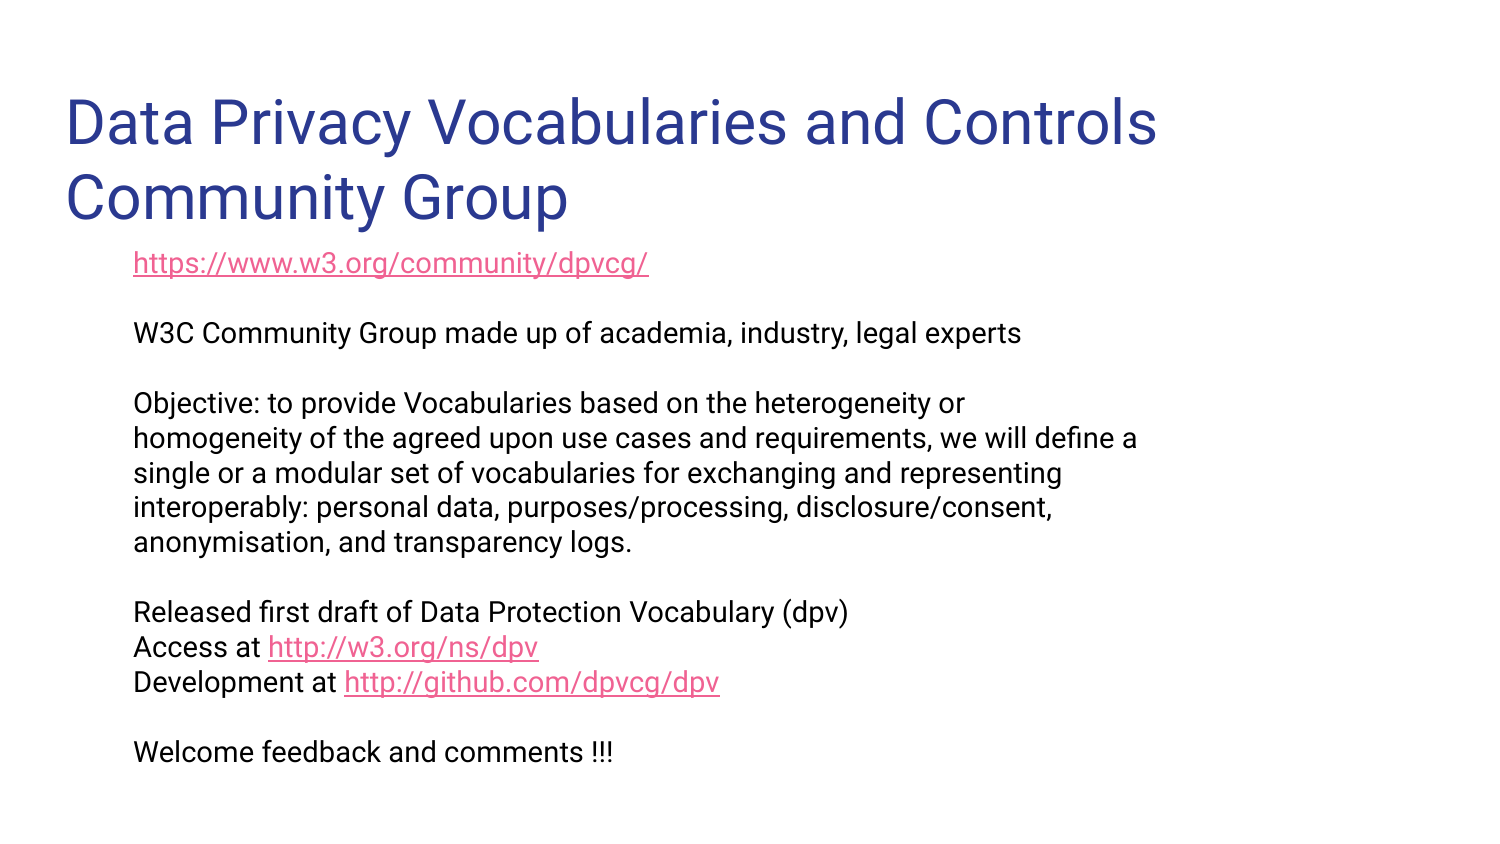 Data Privacy Vocabularies and Controls
Community Group
https://www.w3.org/community/dpvcg/
W3C Community Group made up of academia, industry, legal experts
Objective: to provide Vocabularies based on the heterogeneity or
homogeneity of the agreed upon use cases and requirements, we will define a
single or a modular set of vocabularies for exchanging and representing
interoperably: personal data, purposes/processing, disclosure/consent,
anonymisation, and transparency logs.
Released first draft of Data Protection Vocabulary (dpv)
Access at http://w3.org/ns/dpv
Development at http://github.com/dpvcg/dpv
Welcome feedback and comments !!!